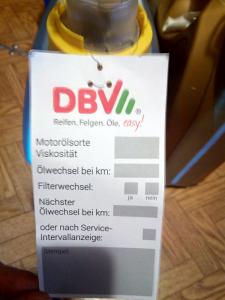 DBV®
Reifen, Felgen. Öle, easy!
Motorölsorte
Viskosität
Ölwechsel bei km:
Filterwechsel:
ja nein
Nächster
Ölwechsel bei km:
oder nach Service-
Intervallanzeige:
Stempel